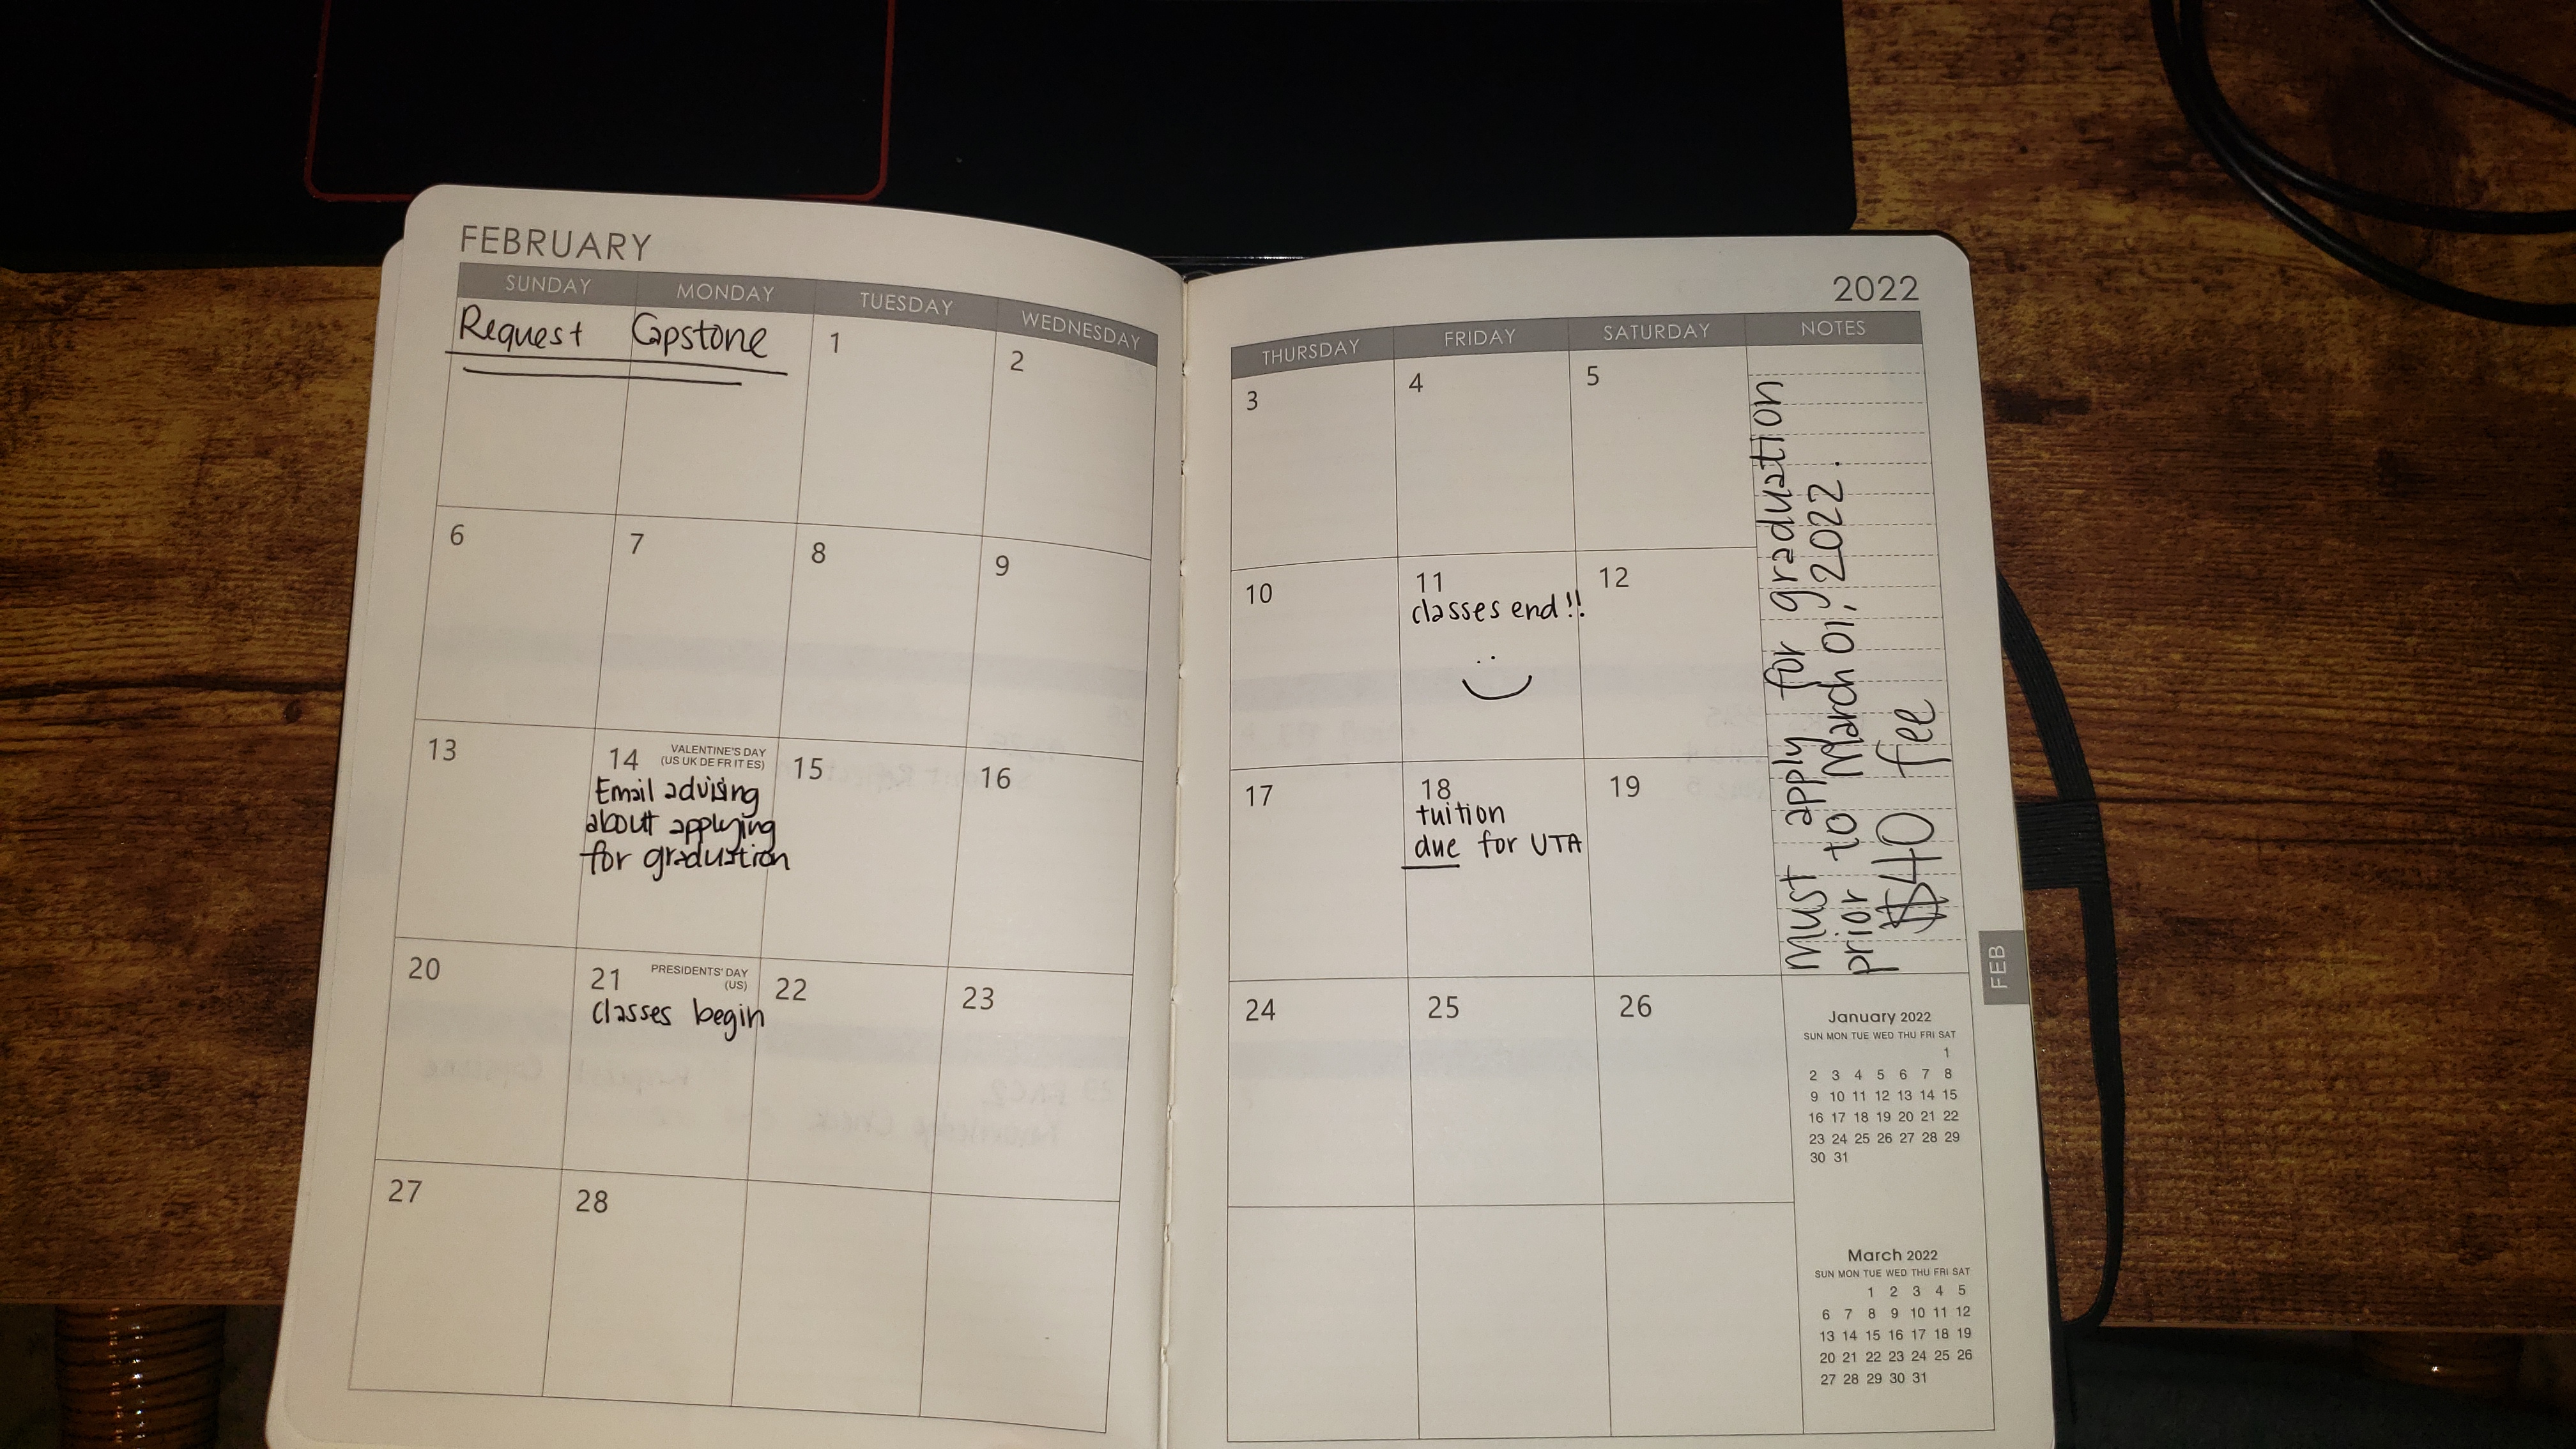 FEBRUARY
SUNDAY MONDAY TUESDAY WEDNESDAY
Request Capstone
1
2
6
7
8
9
13
14 VALENTINE'S DAY
(US UK DE FR IT ES)
Email advising
about applying
for graduation
15
16
20
21 PRESIDENTS' DAY
(US)
classes begin
22
23
27
28
2022
THURSDAY FRIDAY SATURDAY NOTES
3
4
5
10
11
classes end!!
12
17
18
tuition
due for UTA
19
24
25
26
must apply for graduation
prior to March 01, 2022.
$40 fee
FEB
January 2022
SUN MON TUE WED THU FRI SAT
1
2 3 4 5 6 7 8
9 10 11 12 13 14 15
16 17 18 19 20 21 22
23 24 25 26 27 28 29
30 31
March 2022
SUN MON TUE WED THU FRI SAT
1 2 3 4 5
6 7 8 9 10 11 12
13 14 15 16 17 18 19
20 21 22 23 24 25 26
27 28 29 30 31